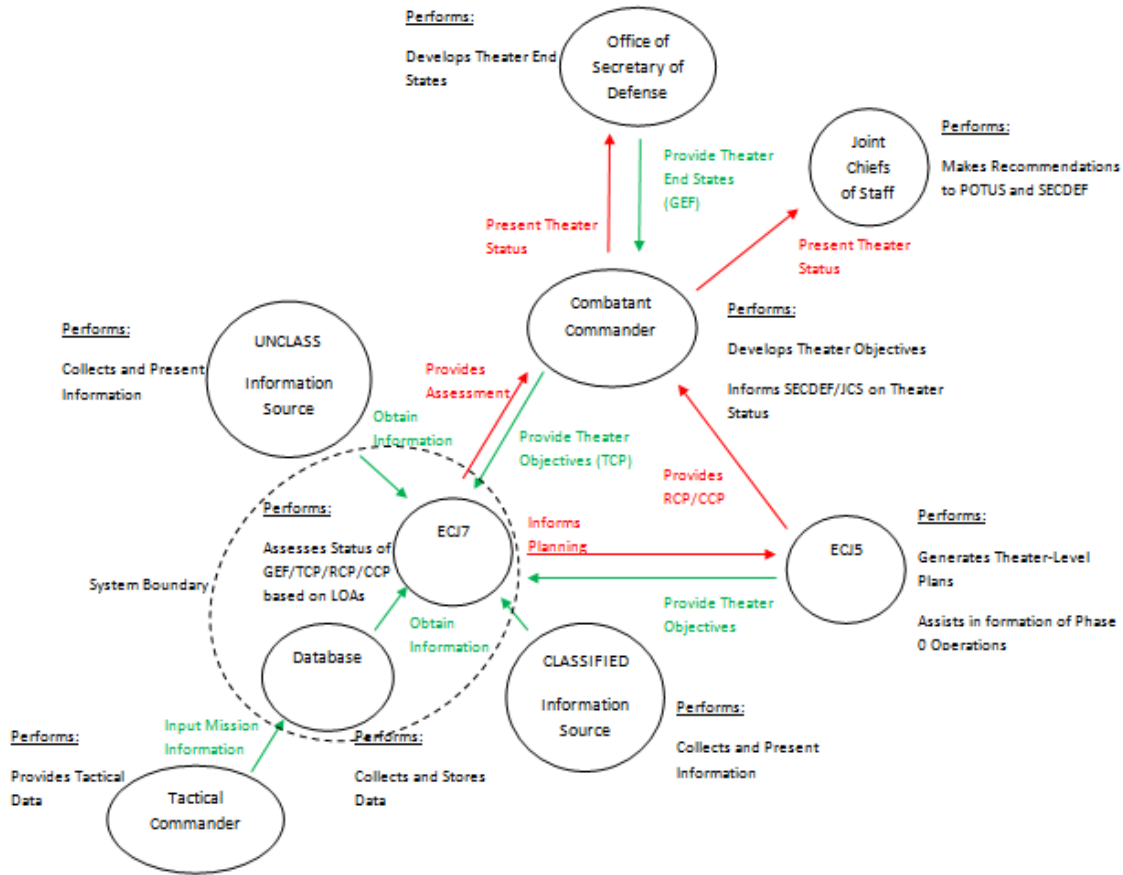 Performs:
Develops Theater End
States
Office of
Secretary of
Defense
Joint
Chiefs
of Staff
Performs:
Makes Recommendations
to POTUS and SECDEF
Provide Theater
End States
(GEF)
Present Theater
Status
Present Theater
Status
Combatant
Commander
Performs:
Develops Theater Objectives
Informs SECDEF/JCS on Theater
Status
Performs:
Collects and Present
Information
UNCLASS
Information
Source
Provides
Assessment
Obtain
Information
Provide Theater
Objectives (TCP)
Provides
RCP/CCP
Performs:
Assesses Status of
GEF/TCP/RCP/CCP
based on LOAs
ECJ7
Informs
Planning
ECJ5
Performs:
Generates Theater-Level
Plans
Assists in formation of Phase
0 Operations
System Boundary
Provide Theater
Objectives
Obtain
Information
Database
CLASSIFIED
Information
Source
Performs:
Collects and Present
Information
Input Mission
Information
Performs:
Provides Tactical
Data
Performs:
Collects and Stores
Data
Tactical
Commander